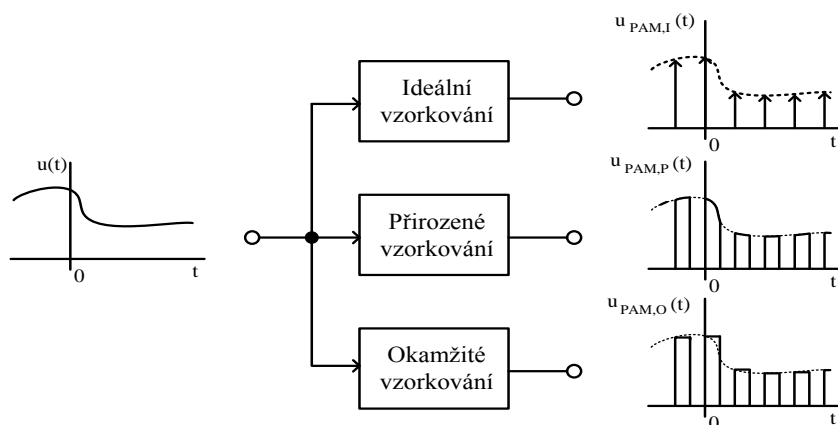 u(t)
0
t
Ideální
vzorkování
Přirozené
vzorkování
Okamžité
vzorkování
u PAM,I (t)
0
t
u PAM,P (t)
0
t
u PAM,O (t)
0
t